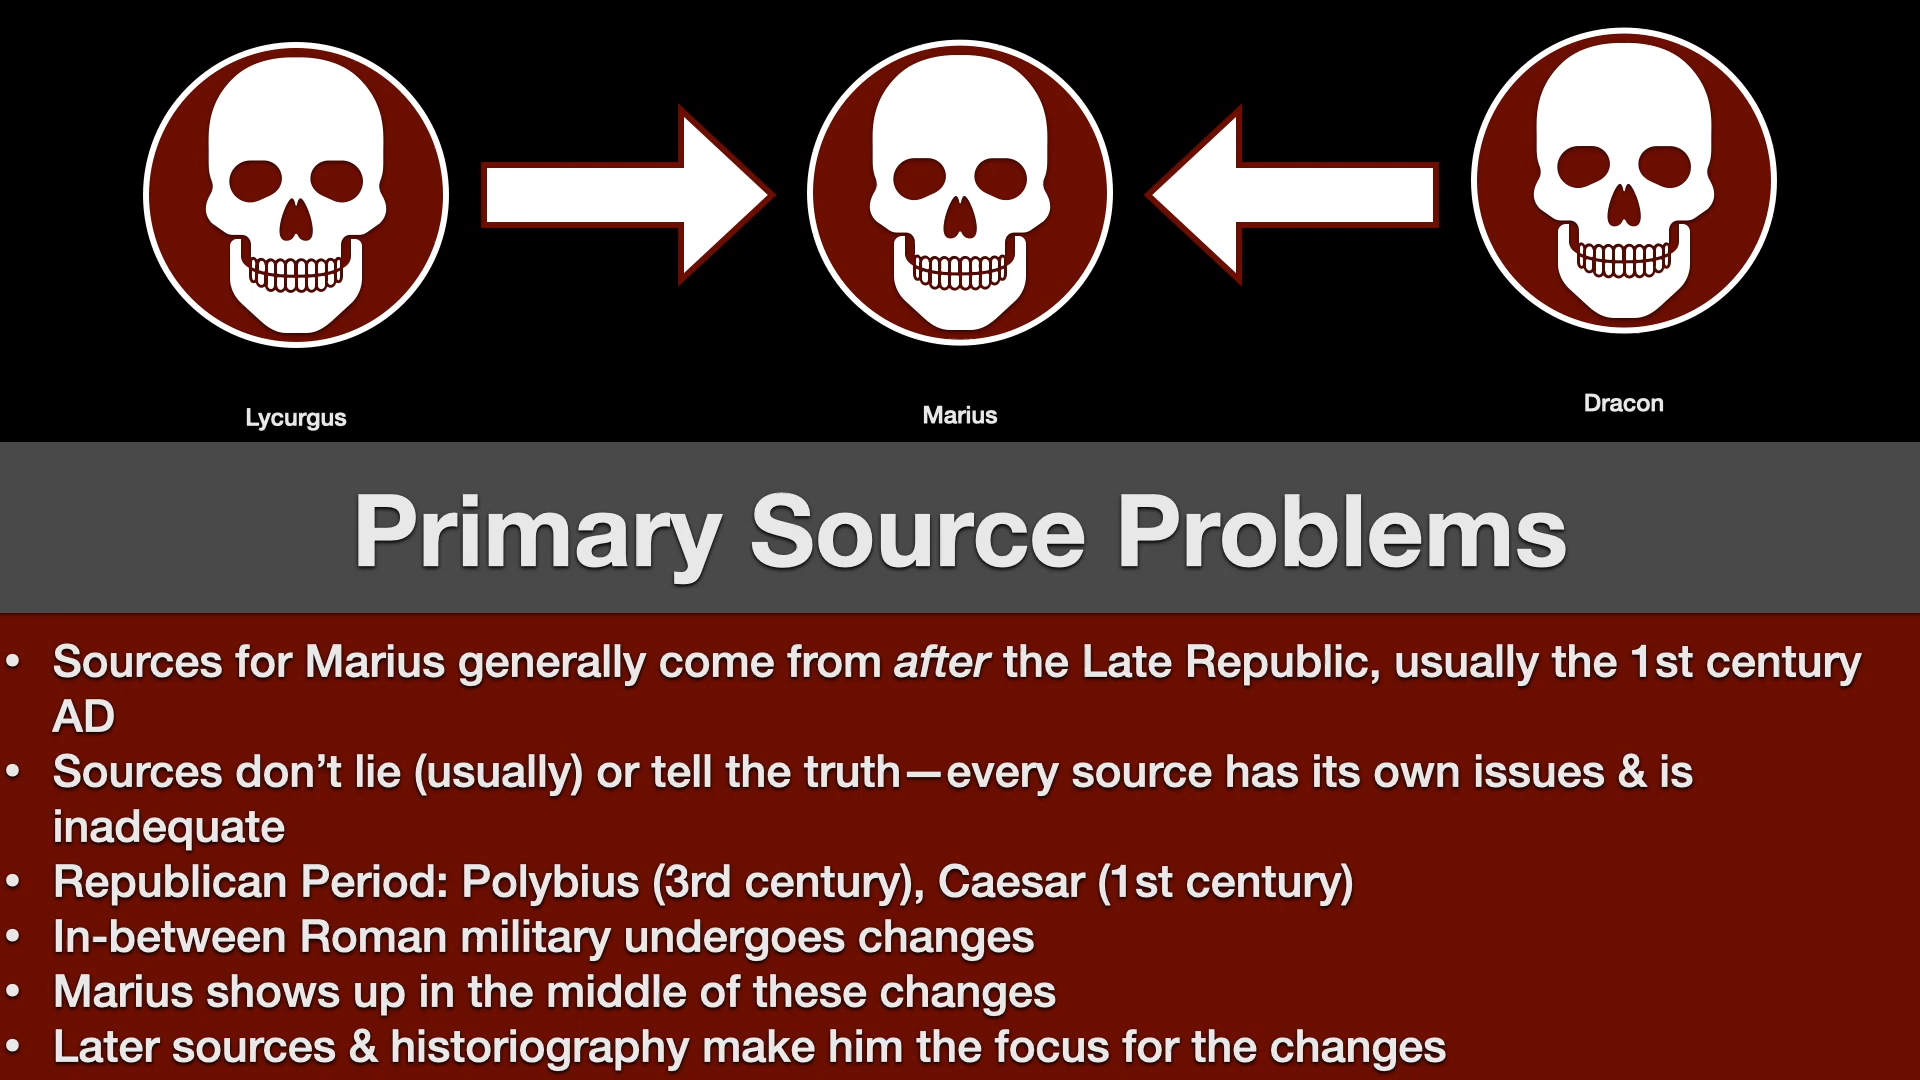 Lycurgus
Marius
Dracon
Primary Source Problems
• Sources for Marius generally come from after the Late Republic, usually the 1st century
AD
• Sources don’t lie (usually) or tell the truth—every source has its own issues & is
inadequate
• Republican Period: Polybius (3rd century), Caesar (1st century)
• In-between Roman military undergoes changes
• Marius shows up in the middle of these changes
• Later sources & historiography make him the focus for the changes